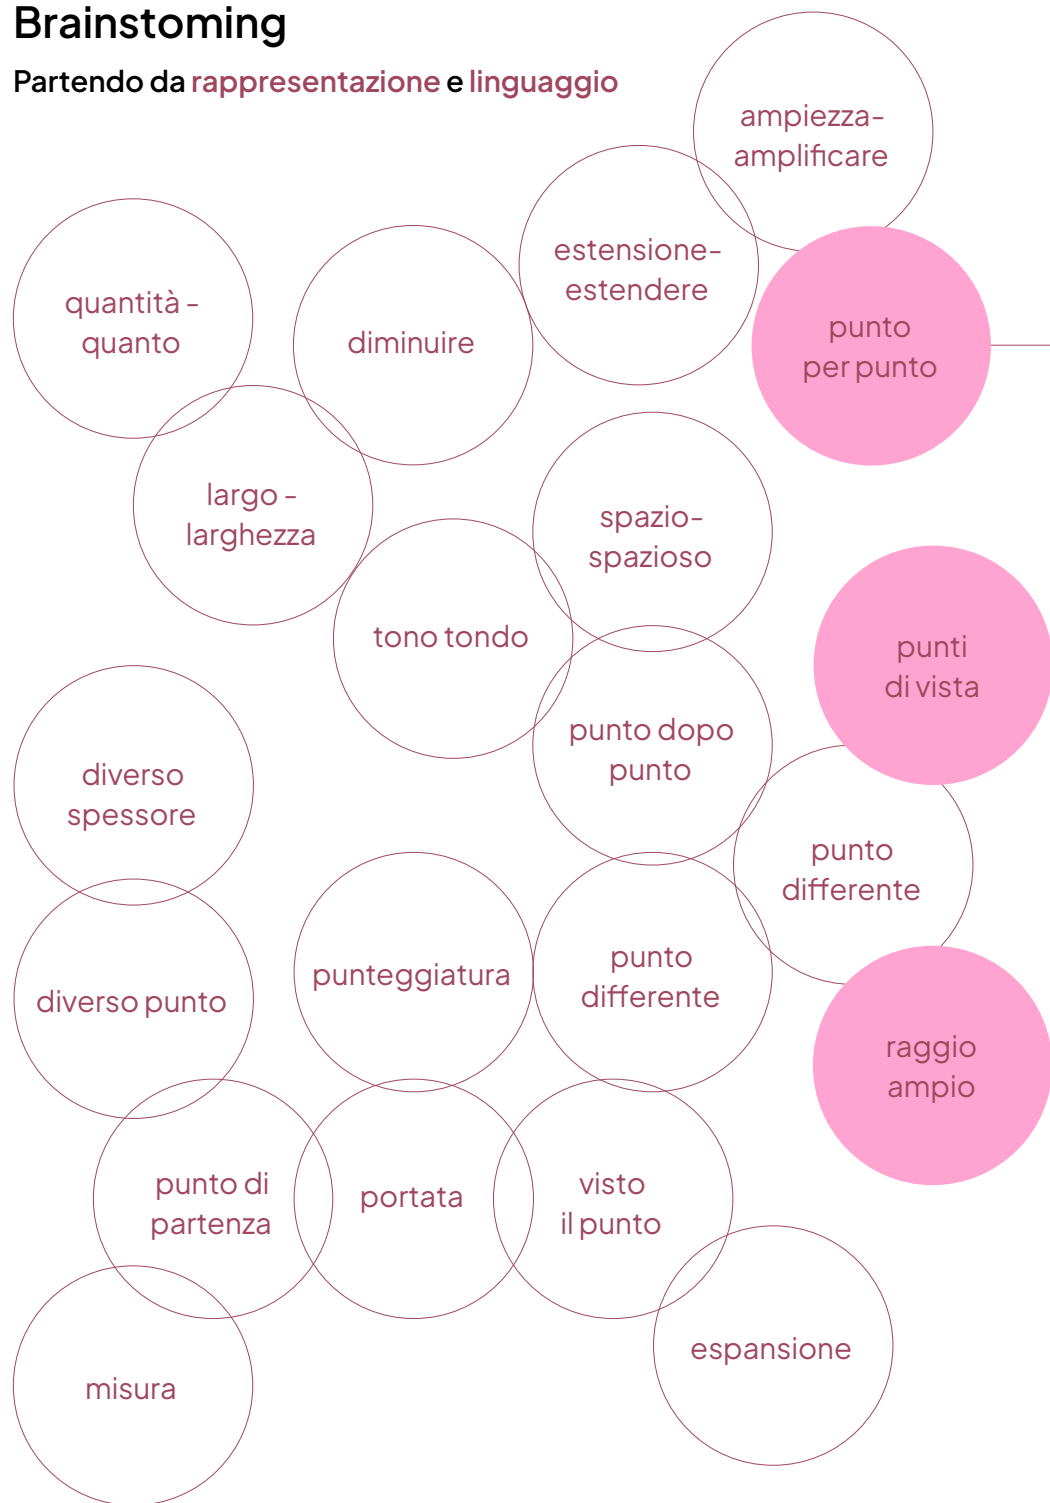 Brainstoming
Partendo da rappresentazione e linguaggio
ampiezza-
amplificare
estensione-
estendere
quantità -
quanto
diminuire
punto
per punto
largo -
larghezza
spazio-
spazioso
tono tondo
punti
di vista
punto dopo
punto
diverso
spessore
punto
differente
punteggiatura
punto
differente
diverso punto
raggio
ampio
punto di
partenza
portata
visto
il punto
espansione
misura